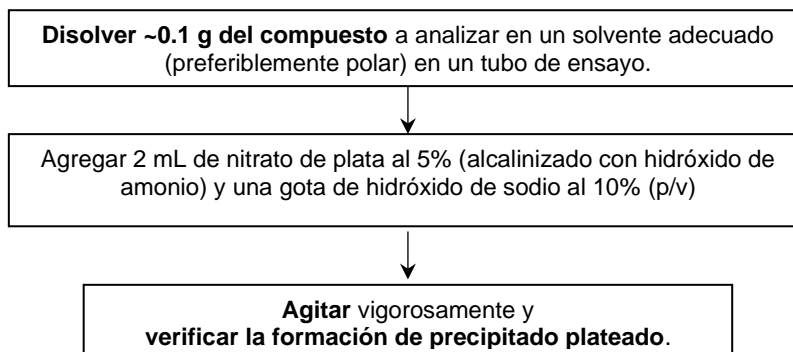 Disolver ~0.1 g del compuesto a analizar en un solvente adecuado
(preferiblemente polar) en un tubo de ensayo.
Agregar 2 mL de nitrato de plata al 5% (alcalinizado con hidróxido de
amonio) y una gota de hidróxido de sodio al 10% (p/v)
Agitar vigorosamente y
verificar la formación de precipitado plateado.